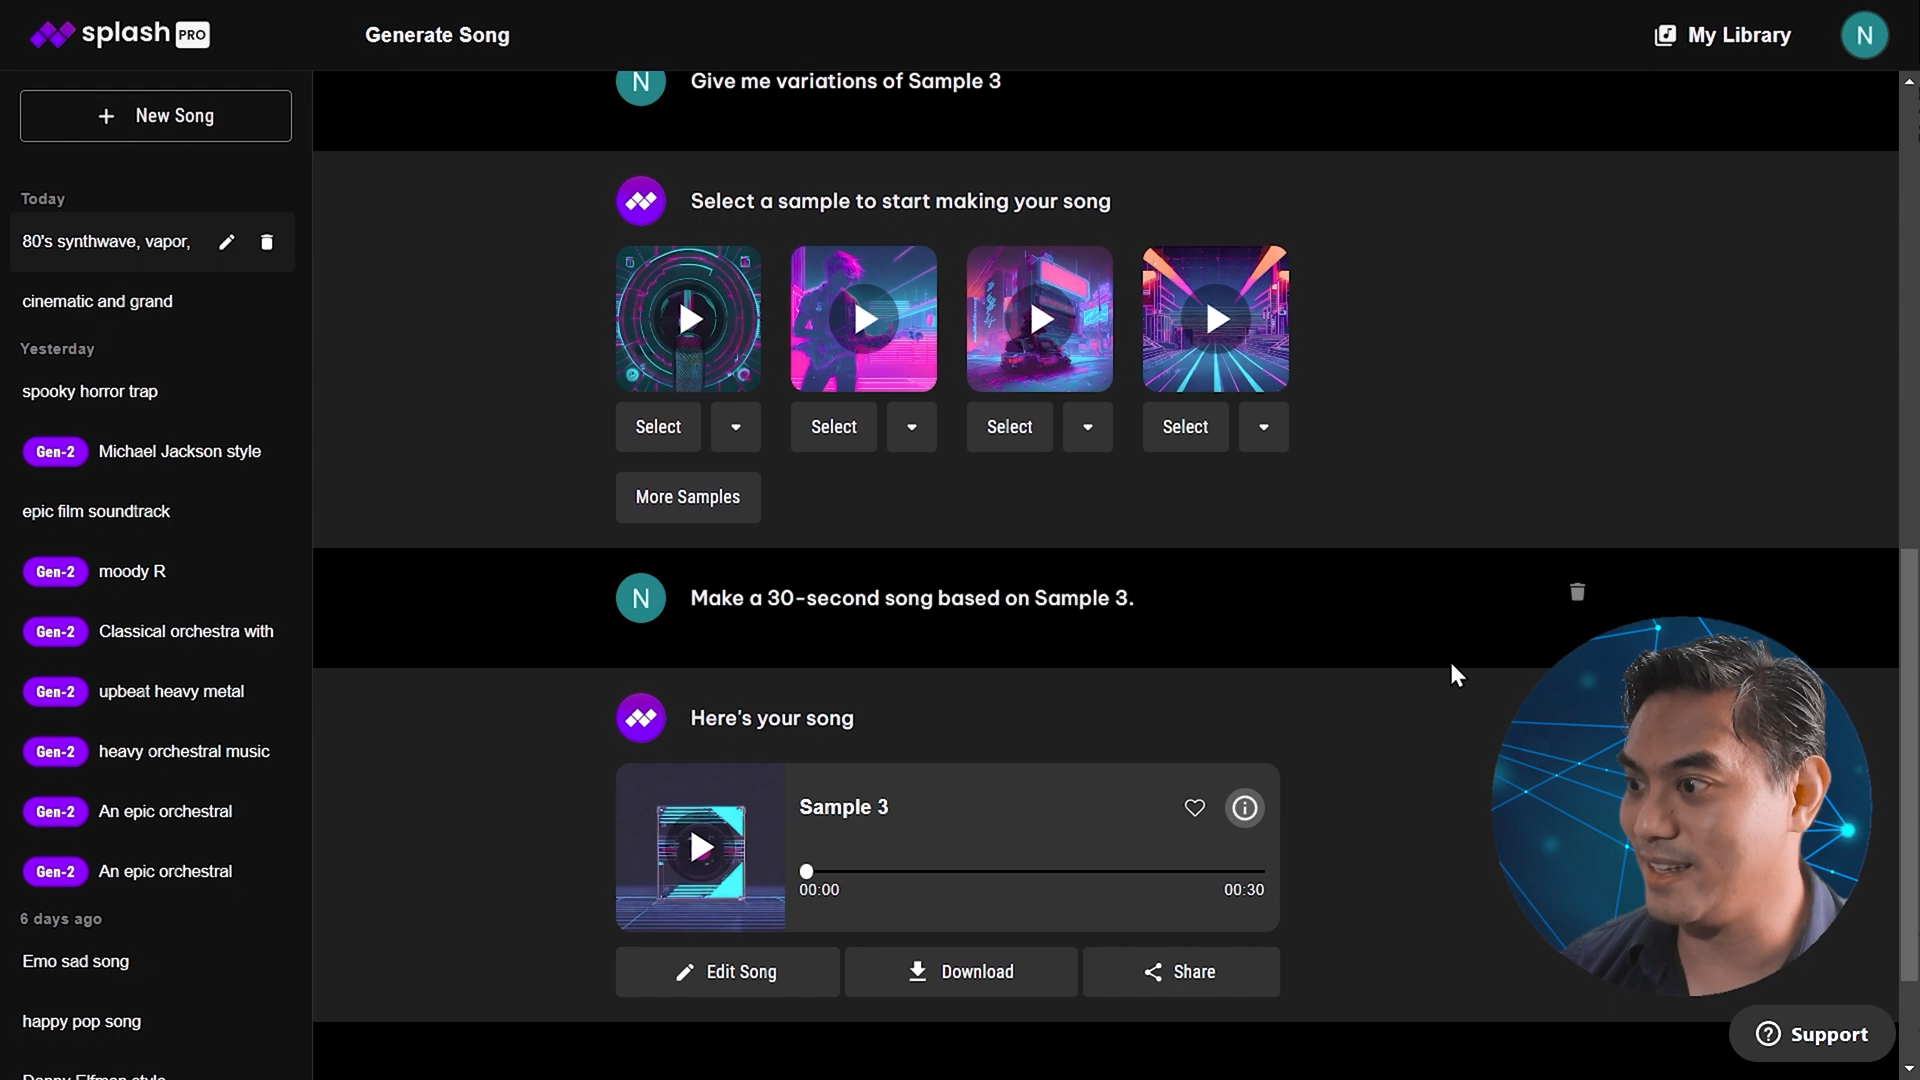 splash PRO
Generate Song
My Library
N
New Song
Today
80's synthwave, vapor,
cinematic and grand
Yesterday
spooky horror trap
Gen-2 Michael Jackson style
epic film soundtrack
Gen-2 moody R
Gen-2 Classical orchestra with
Gen-2 upbeat heavy metal
Gen-2 heavy orchestral music
Gen-2 An epic orchestral
Gen-2 An epic orchestral
6 days ago
Emo sad song
happy pop song
Danny Elfman style
N Give me variations of Sample 3
Select a sample to start making your song
Select Select Select Select
More Samples
N Make a 30-second song based on Sample 3.
Here's your song
Sample 3
00:00 00:30
Edit Song Download Share
Support